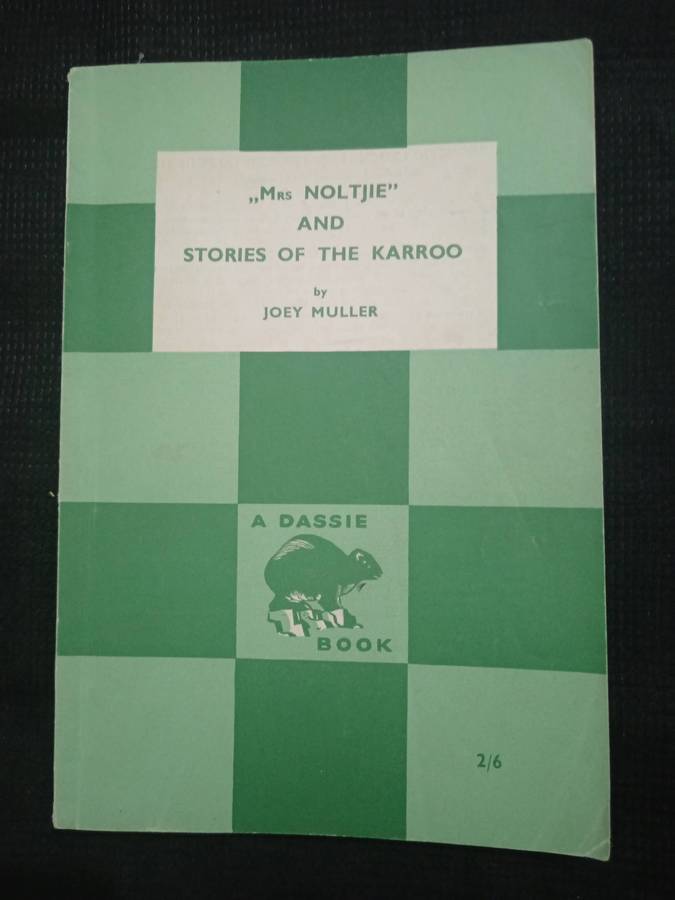 „Mrs NOLTJIE”
AND
STORIES OF THE KARROO
by
JOEY MULLER
A DASSIE
BOOK
2/6